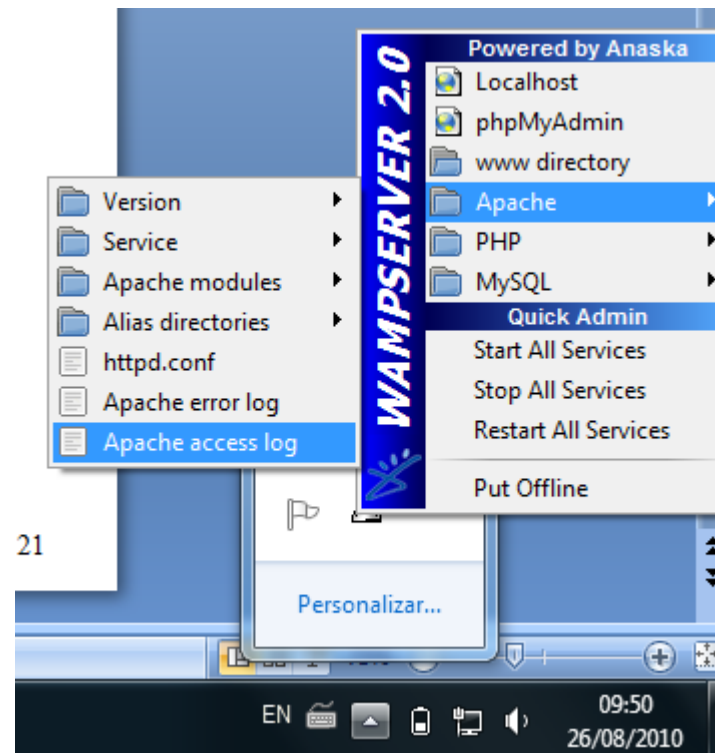 Powered by Anaska
WAMPSERVER 2.0
Localhost
phpMyAdmin
www directory
Apache
PHP
MySQL
Quick Admin
Start All Services
Stop All Services
Restart All Services
Put Offline
Version
Service
Apache modules
Alias directories
httpd.conf
Apache error log
Apache access log
21
Personalizar...
EN
09:50
26/08/2010